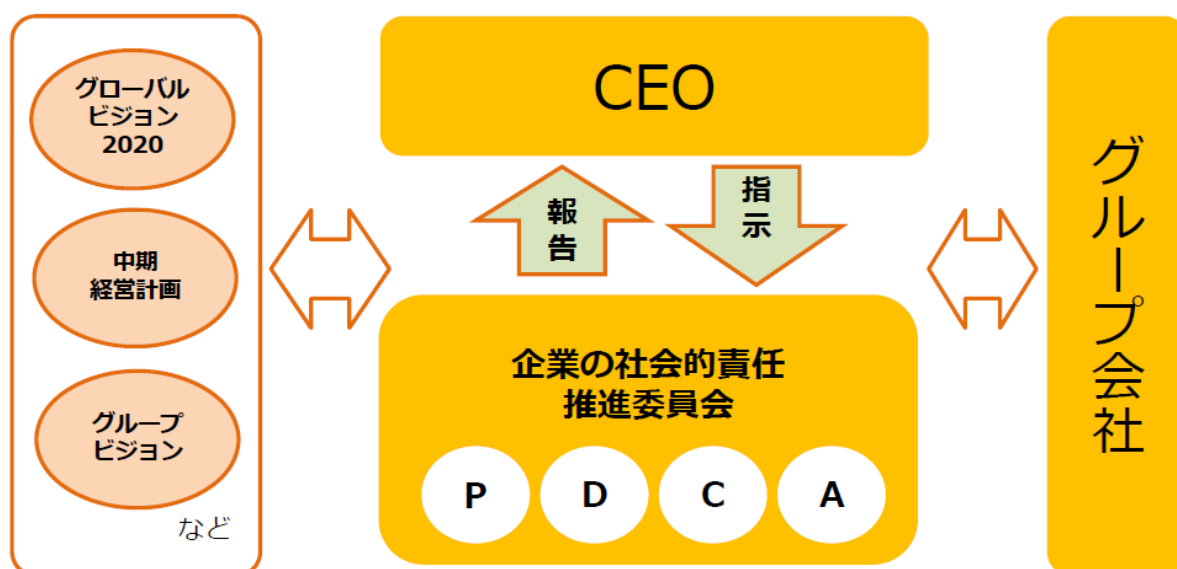 グローバル
ビジョン
2020
中期
経営計画
グループ
ビジョン
など
CEO
報告
指示
企業の社会的責任
推進委員会
P
D
C
A
グループ会社